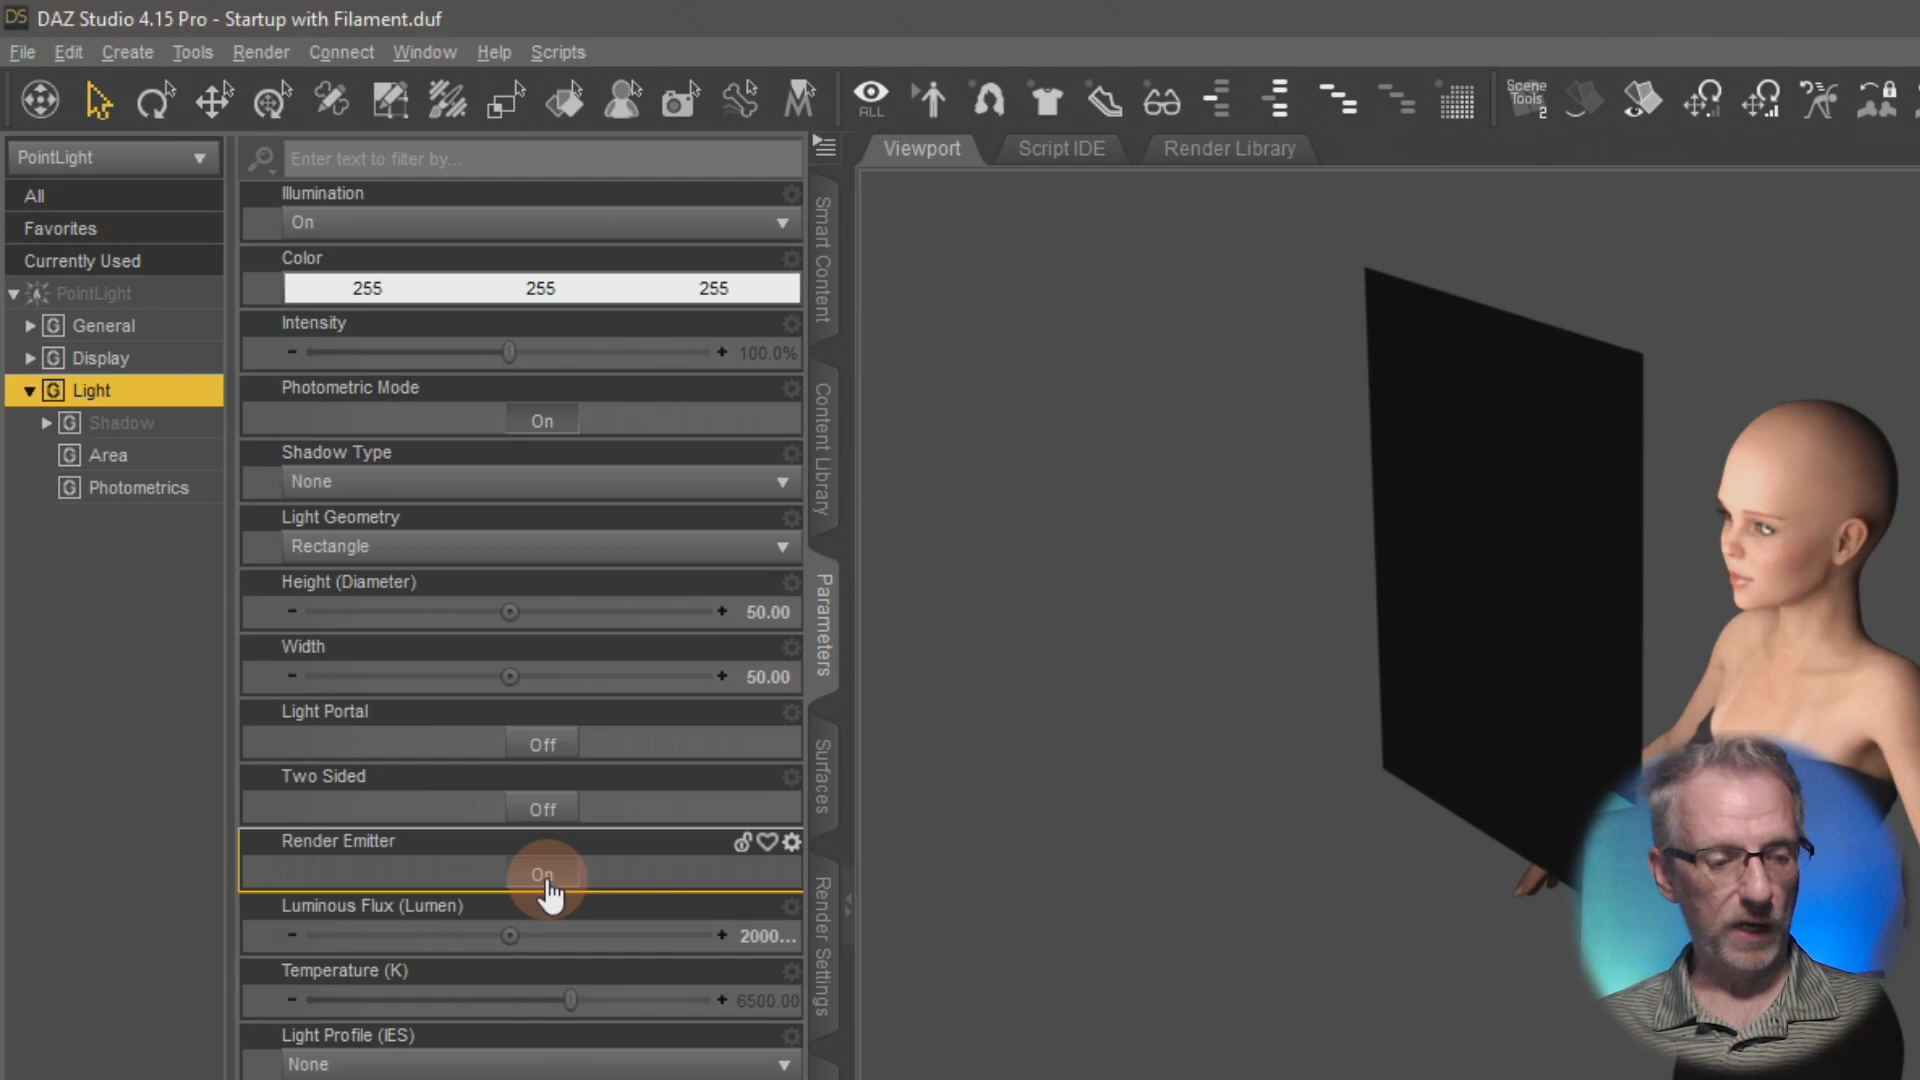 DS DAZ Studio 4.15 Pro - Startup with Filament.duf
File Edit Create Tools Render Connect Window Help Scripts
ALL
Scene
Tools
2
PointLight
All
Favorites
Currently Used
PointLight
G General
G Display
G Light
G Shadow
G Area
G Photometrics
Enter text to filter by...
Illumination
On
Color
255 255 255
Intensity
- + 100.0%
Photometric Mode
On
Shadow Type
None
Light Geometry
Rectangle
Height (Diameter)
- + 50.00
Width
- + 50.00
Light Portal
Off
Two Sided
Off
Render Emitter
On
Luminous Flux (Lumen)
- + 2000...
Temperature (K)
- + 6500.00
Light Profile (IES)
None
Smart Content
Content Library
Parameters
Surfaces
Render Settings
Viewport Script IDE Render Library